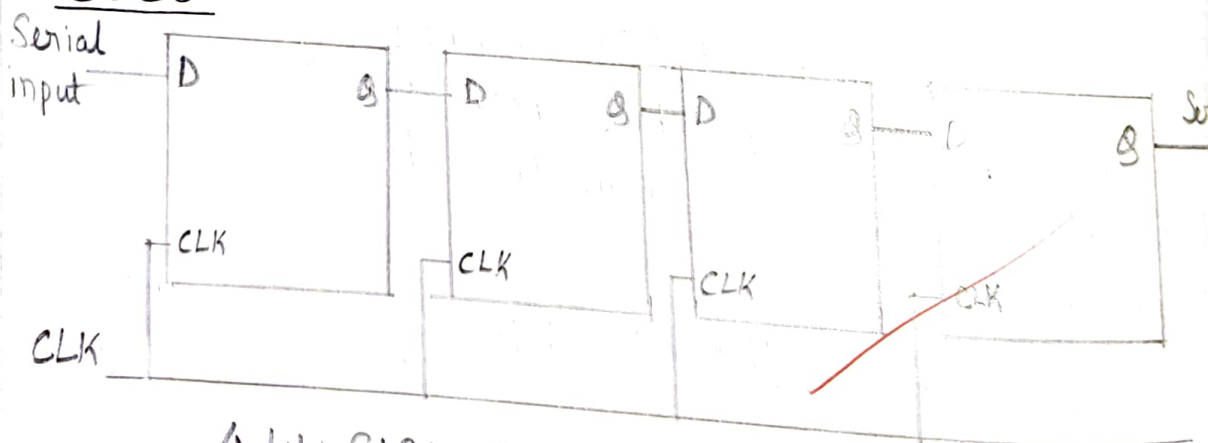 Serial
input
D Q D Q D Q D Q
CLK CLK CLK CLK
CLK